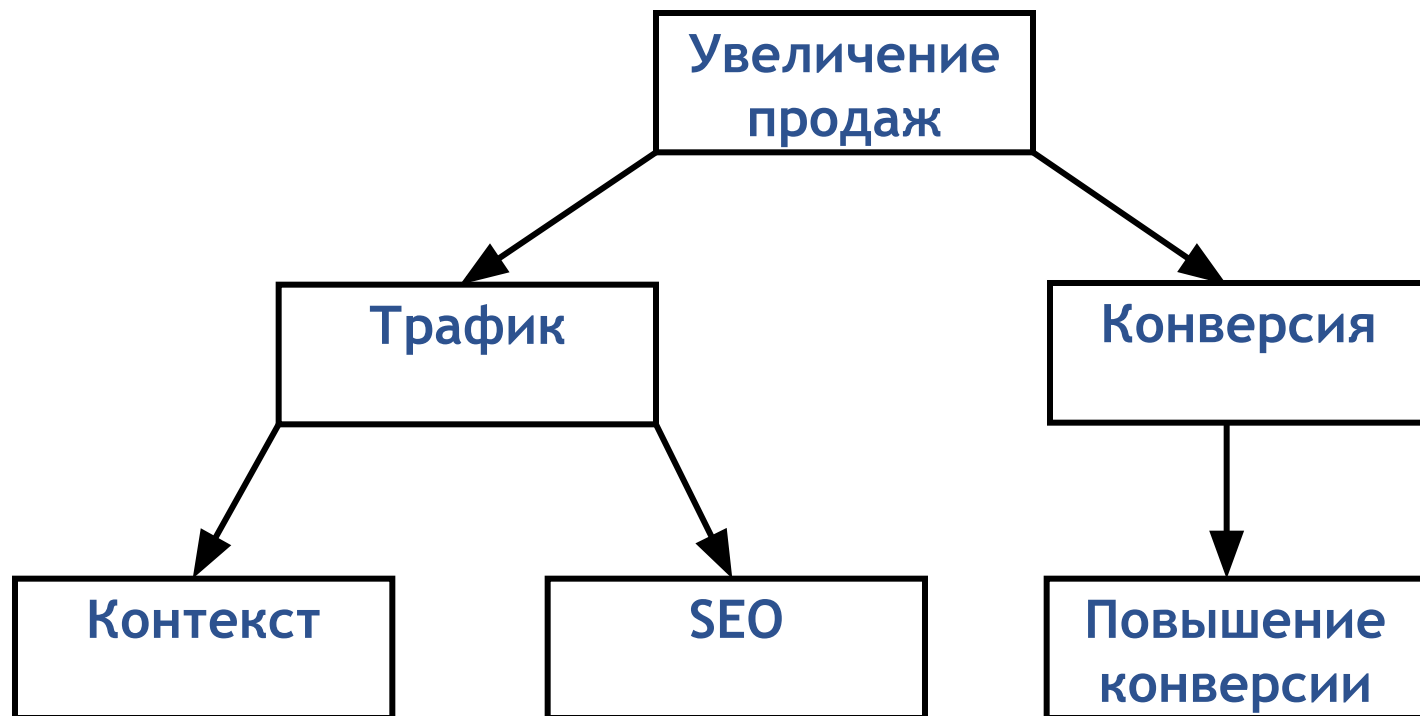 Увеличение
продаж
Трафик
Конверсия
Контекст
SEO
Повышение
конверсии